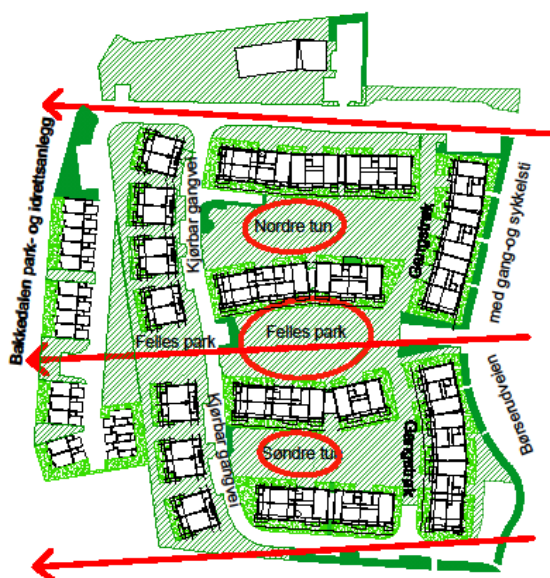 Bakkedalen park- og idrettsanlegg
Kjørbar gangvei
Nordre tun
Gangstrøk
med gang-og sykkelsti
Felles park
Felles park
Børsendveien
Kjørbar gangvei
Søndre tun
Gangstrøk